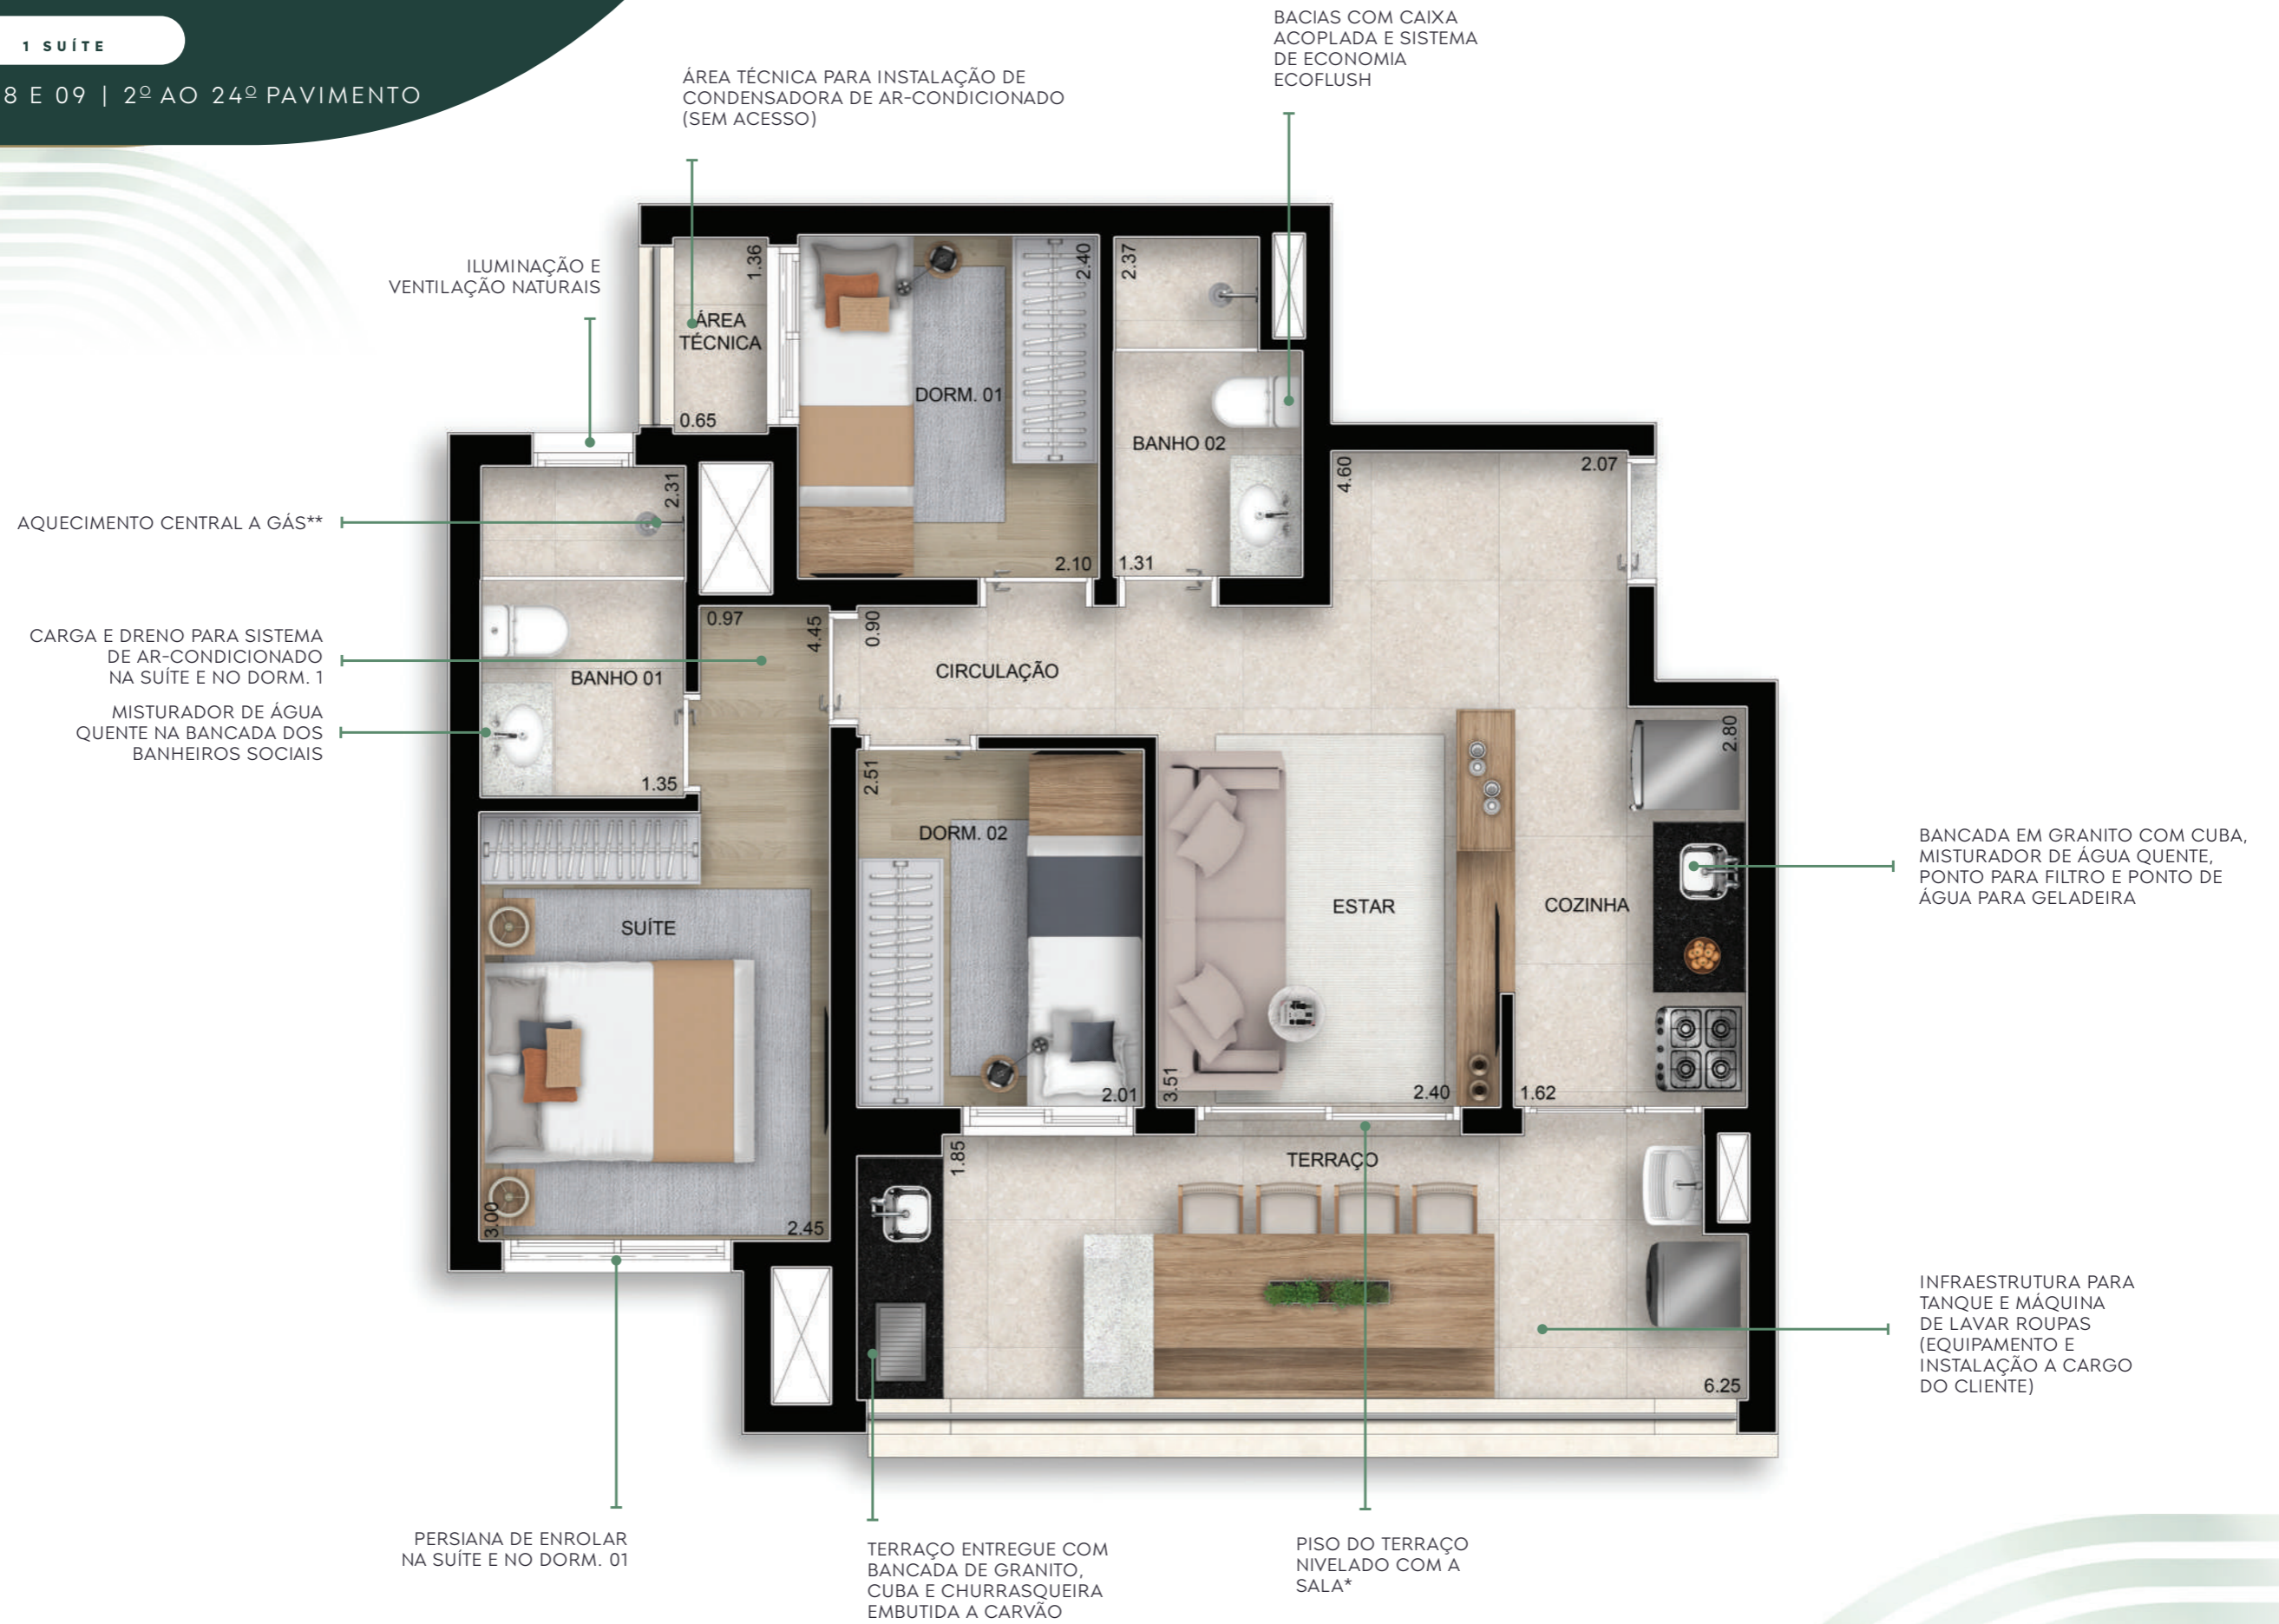 1 SUÍTE
8 E 09 | 2º AO 24º PAVIMENTO
BACIAS COM CAIXA
ACOPLADA E SISTEMA
DE ECONOMIA
ECOFLUSH
ÁREA TÉCNICA PARA INSTALAÇÃO DE
CONDENSADORA DE AR-CONDICIONADO
(SEM ACESSO)
ILUMINAÇÃO E
VENTILAÇÃO NATURAIS
AQUECIMENTO CENTRAL A GÁS**
CARGA E DRENO PARA SISTEMA
DE AR-CONDICIONADO
NA SUÍTE E NO DORM. 1
MISTURADOR DE ÁGUA
QUENTE NA BANCADA DOS
BANHEIROS SOCIAIS
1.36
ÁREA
TÉCNICA
0.65
2.40
DORM. 01
2.10
2.37
BANHO 02
1.31
4.60
2.07
2.31
BANHO 01
1.35
0.97
4.45
0.90
CIRCULAÇÃO
2.51
DORM. 02
2.01
SUÍTE
3.00
2.45
ESTAR
3.51
2.40
2.80
COZINHA
1.62
1.85
TERRAÇO
6.25
BANCADA EM GRANITO COM CUBA,
MISTURADOR DE ÁGUA QUENTE,
PONTO PARA FILTRO E PONTO DE
ÁGUA PARA GELADEIRA
INFRAESTRUTURA PARA
TANQUE E MÁQUINA
DE LAVAR ROUPAS
(EQUIPAMENTO E
INSTALAÇÃO A CARGO
DO CLIENTE)
PERSIANA DE ENROLAR
NA SUÍTE E NO DORM. 01
TERRAÇO ENTREGUE COM
BANCADA DE GRANITO,
CUBA E CHURRASQUEIRA
EMBUTIDA A CARVÃO
PISO DO TERRAÇO
NIVELADO COM A
SALA*